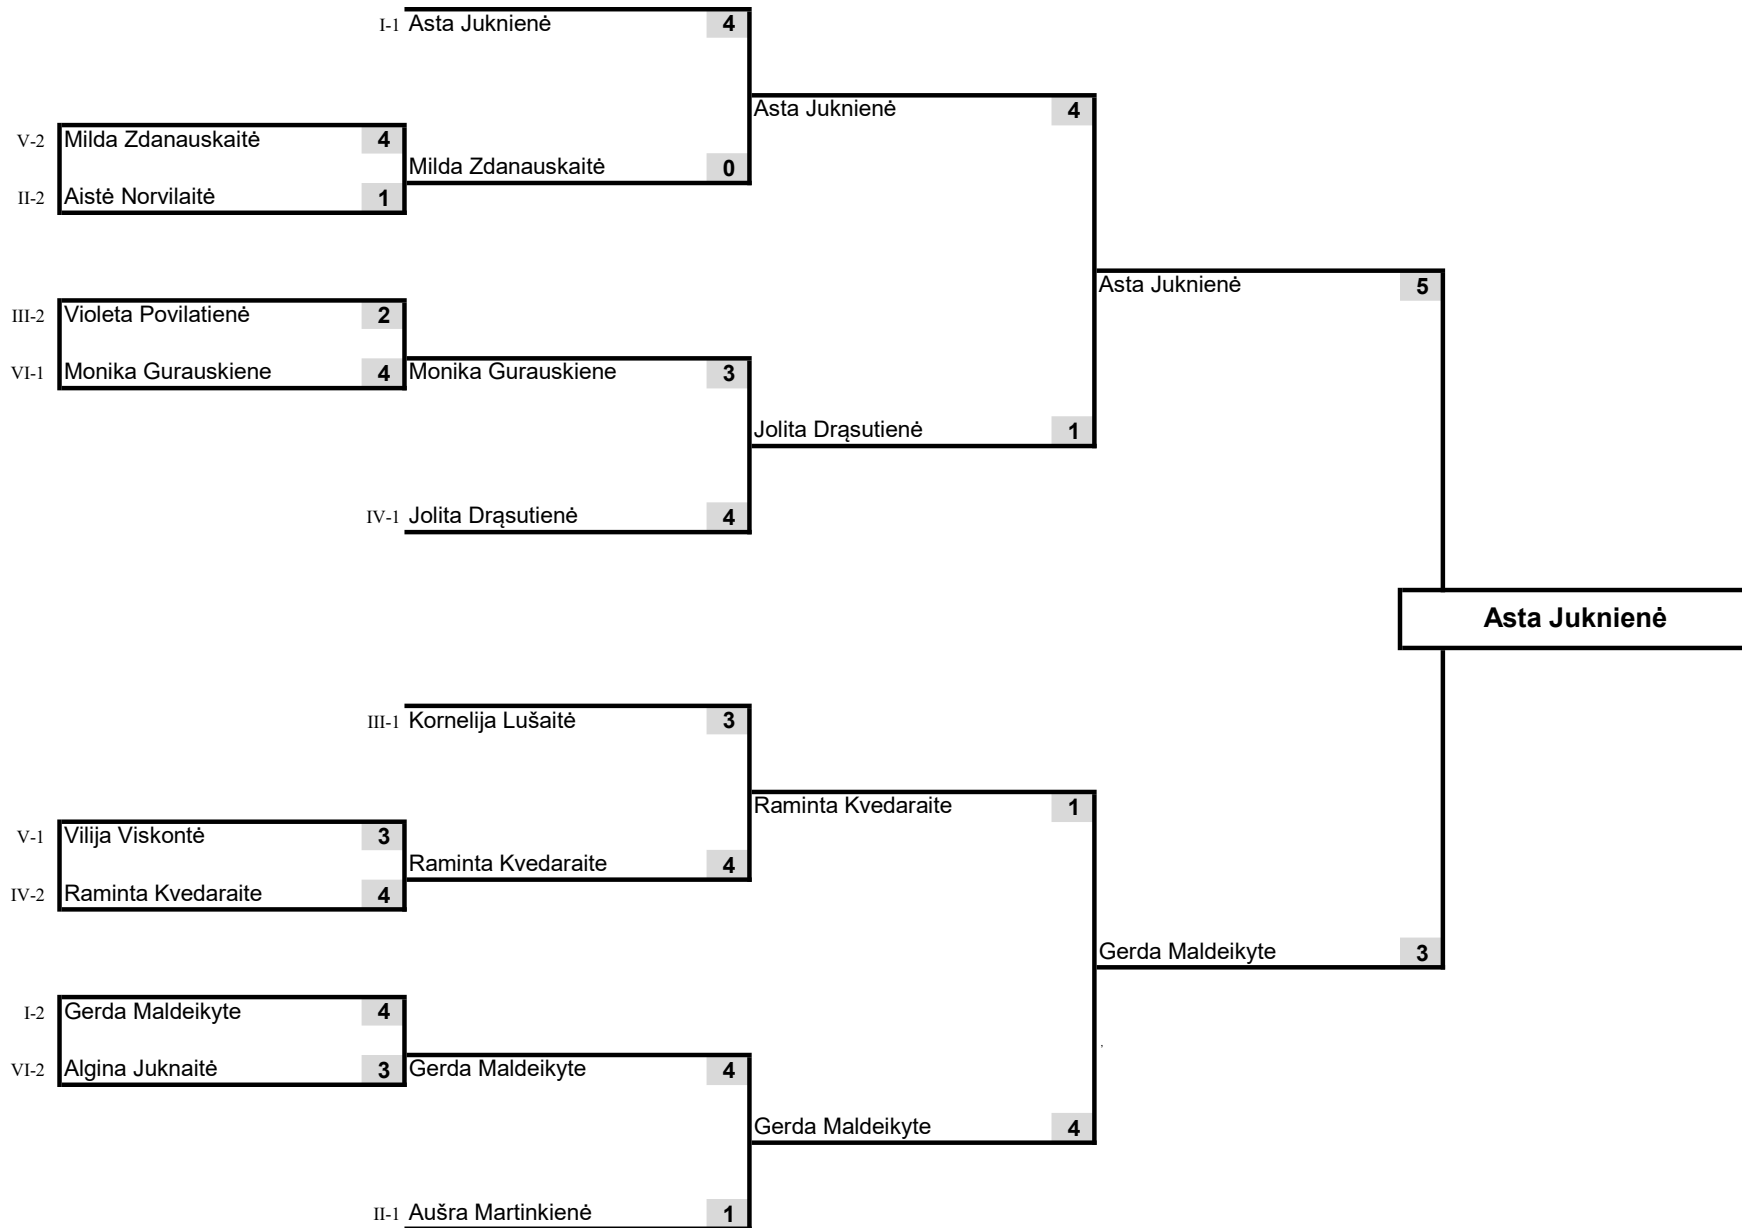 I-1 Asta Juknienė 4
Asta Juknienė 4
V-2 Milda Zdanauskaitė 4
Milda Zdanauskaitė 0
II-2 Aistė Norvilaitė 1
Asta Juknienė 5
III-2 Violeta Povilatienė 2
VI-1 Monika Gurauskiene 4 Monika Gurauskiene 3
Jolita Drąsutienė 1
IV-1 Jolita Drąsutienė 4
Asta Juknienė
III-1 Kornelija Lušaitė 3
Raminta Kvedaraite 1
V-1 Vilija Viskontė 3
Raminta Kvedaraite 4
IV-2 Raminta Kvedaraite 4
Gerda Maldeikyte 3
I-2 Gerda Maldeikyte 4
VI-2 Algina Juknaitė 3 Gerda Maldeikyte 4
Gerda Maldeikyte 4
II-1 Aušra Martinkienė 1